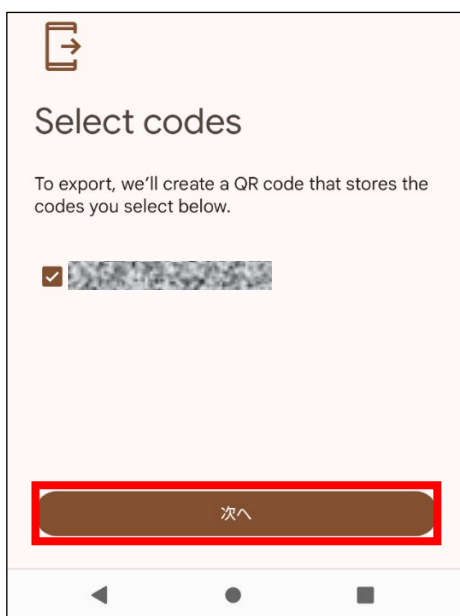 Select codes
To export, we’ll create a QR code that stores the
codes you select below.
次へ